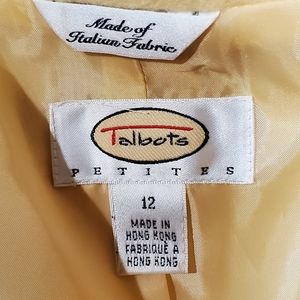 Made of
Italian Fabric
Talbots
PETITES
12
MADE IN
HONG KONG
FABRIQUÉ À
HONG KONG